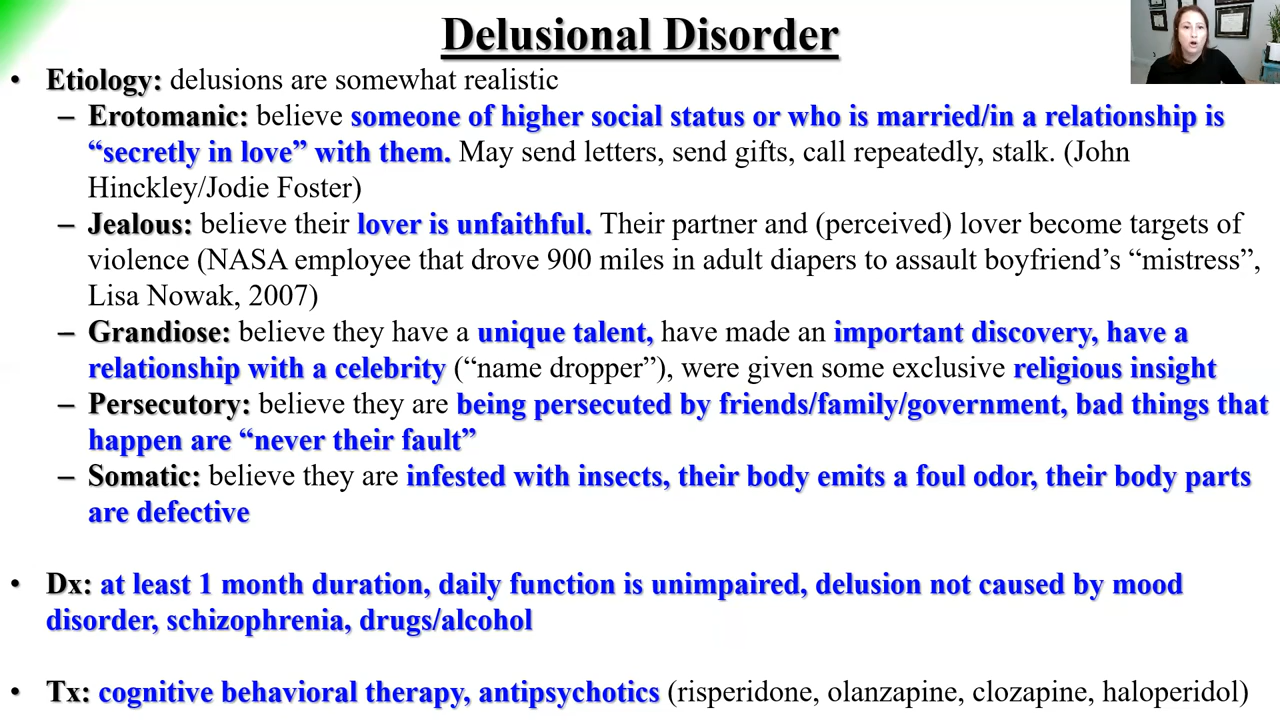 Delusional Disorder
• Etiology: delusions are somewhat realistic
– Erotomanic: believe someone of higher social status or who is married/in a relationship is
“secretly in love” with them. May send letters, send gifts, call repeatedly, stalk. (John
Hinckley/Jodie Foster)
– Jealous: believe their lover is unfaithful. Their partner and (perceived) lover become targets of
violence (NASA employee that drove 900 miles in adult diapers to assault boyfriend’s “mistress”,
Lisa Nowak, 2007)
– Grandiose: believe they have a unique talent, have made an important discovery, have a
relationship with a celebrity (“name dropper”), were given some exclusive religious insight
– Persecutory: believe they are being persecuted by friends/family/government, bad things that
happen are “never their fault”
– Somatic: believe they are infested with insects, their body emits a foul odor, their body parts
are defective
• Dx: at least 1 month duration, daily function is unimpaired, delusion not caused by mood
disorder, schizophrenia, drugs/alcohol
• Tx: cognitive behavioral therapy, antipsychotics (risperidone, olanzapine, clozapine, haloperidol)